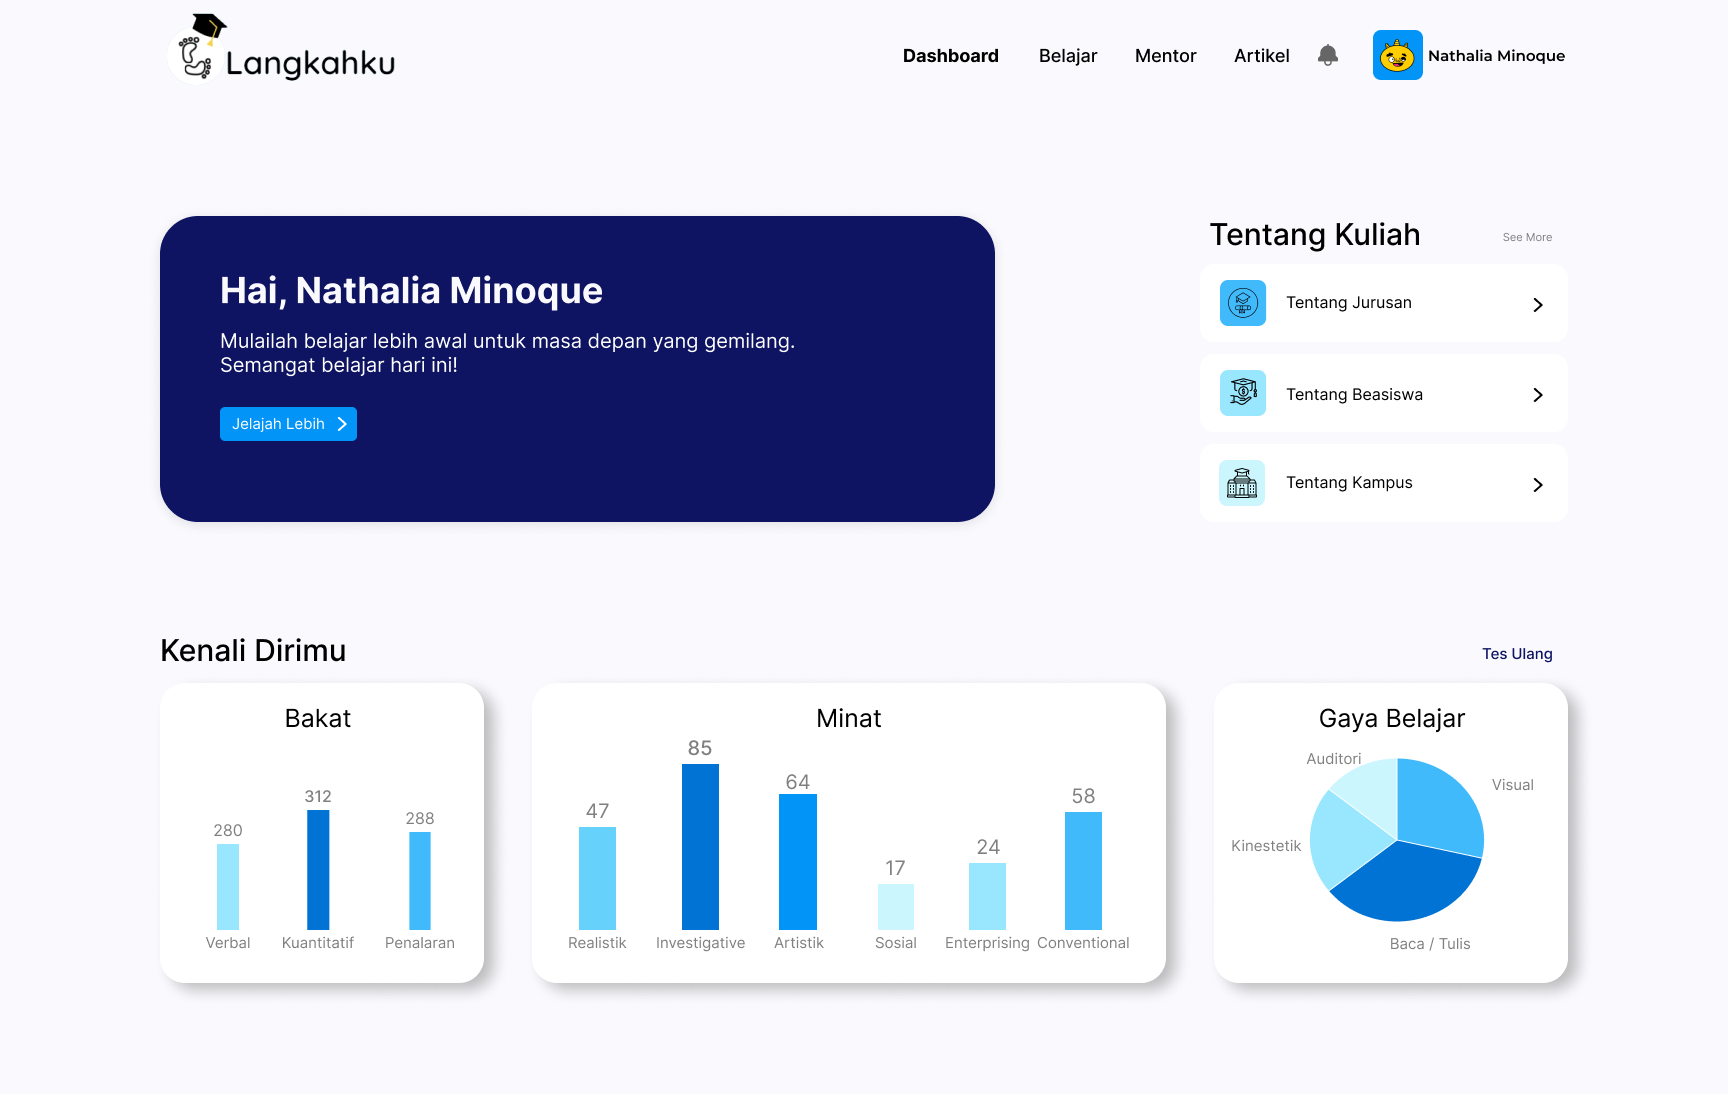 Langkahku
Dashboard
Belajar
Mentor
Artikel
Nathalia Minoque
Hai, Nathalia Minoque
Mulailah belajar lebih awal untuk masa depan yang gemilang.
Semangat belajar hari ini!
Jelajah Lebih
Tentang Kuliah
See More
Tentang Jurusan
Tentang Beasiswa
Tentang Kampus
Kenali Dirimu
Tes Ulang
Bakat
280
312
288
Verbal
Kuantitatif
Penalaran
Minat
47
85
64
17
24
58
Realistik
Investigative
Artistik
Sosial
Enterprising
Conventional
Gaya Belajar
Auditori
Visual
Kinestetik
Baca / Tulis